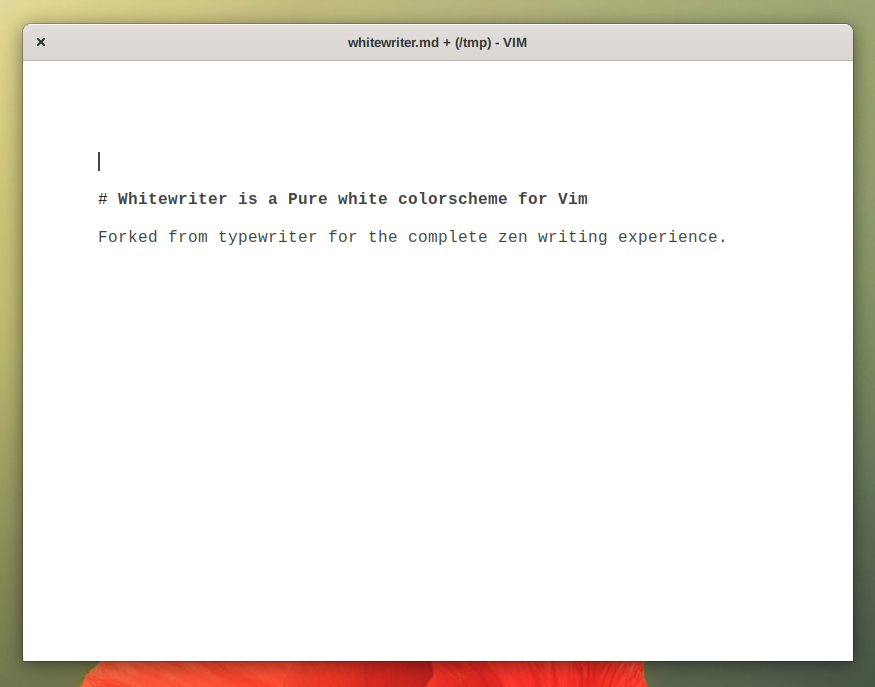 whitewriter.md + (/tmp) - VIM
# Whitewriter is a Pure white colorscheme for Vim
Forked from typewriter for the complete zen writing experience.